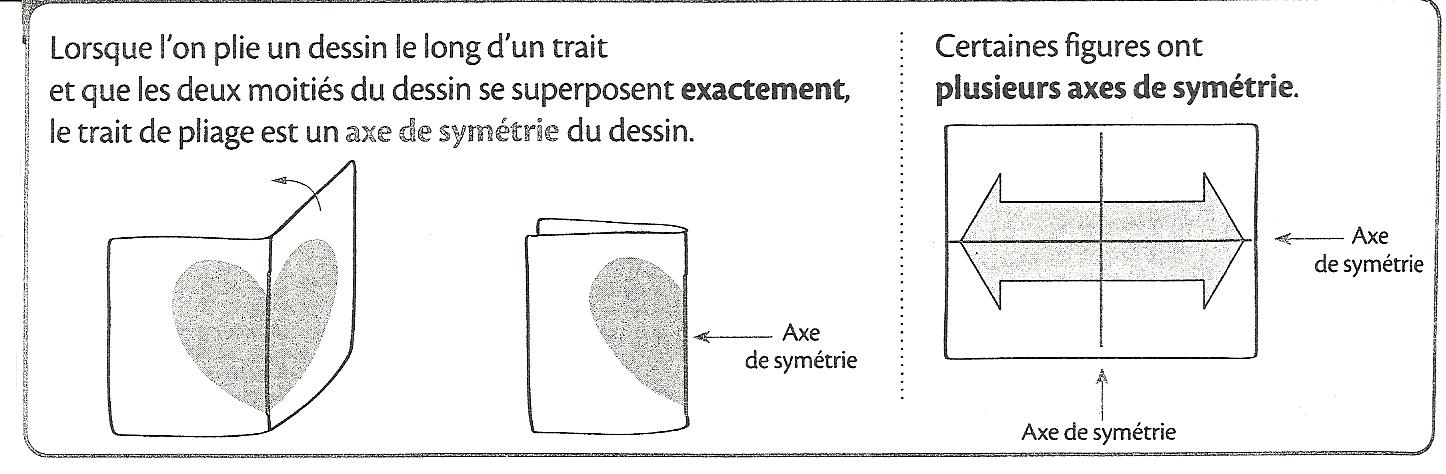 Lorsque l'on plie un dessin le long d'un trait
et que les deux moitiés du dessin se superposent exactement,
le trait de pliage est un axe de symétrie du dessin.
Axe
de symétrie
Certaines figures ont
plusieurs axes de symétrie.
Axe
de symétrie
Axe de symétrie